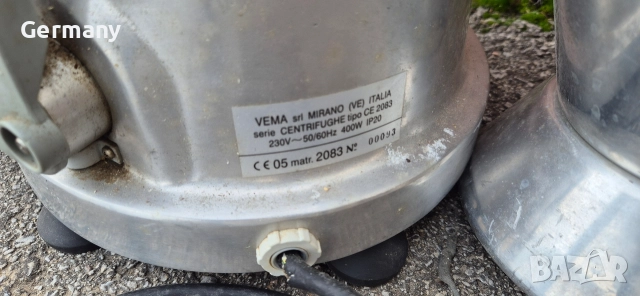 Germany
VEMA srl MIRANO (VE) ITALIA
serie CENTRIFUGHE tipo CE 2083
230V~50/60Hz 400W IP20
CE 05 matr. 2083 No 00093
BAZAR